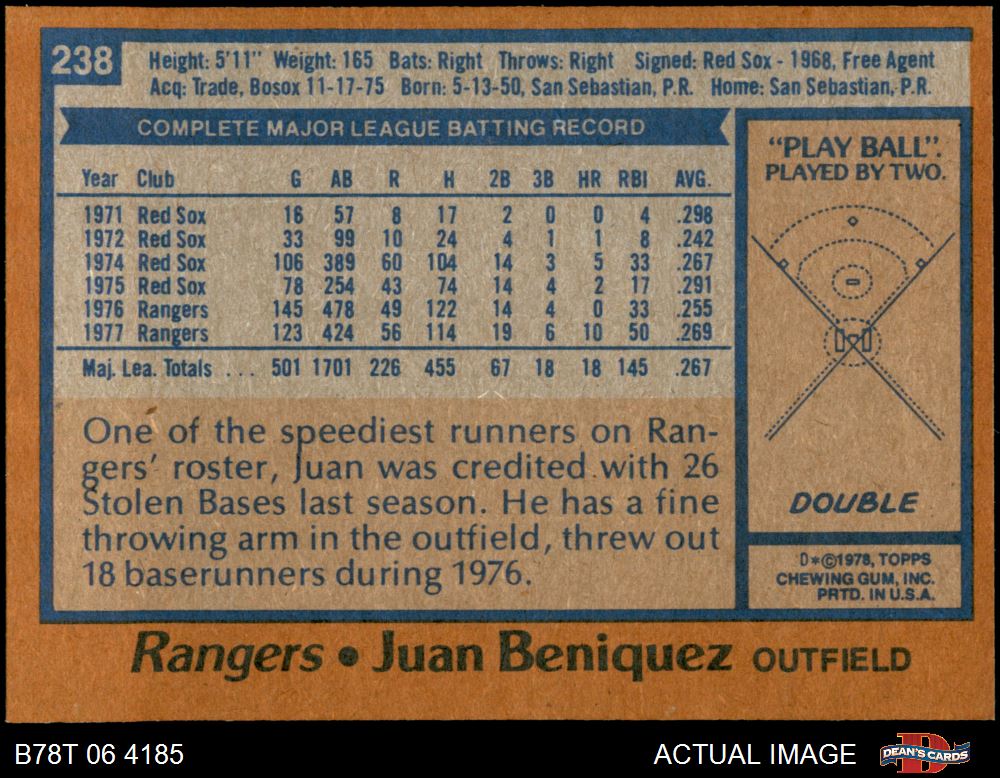 238
Height: 5'11" Weight: 165 Bats: Right Throws: Right Signed: Red Sox - 1968, Free Agent
Acq: Trade, Bosox 11-17-75 Born: 5-13-50, San Sebastian, P.R. Home: San Sebastian, P.R.
COMPLETE MAJOR LEAGUE BATTING RECORD
Year Club G AB R H 2B 3B HR RBI AVG.
1971 Red Sox 16 57 8 17 2 0 0 4 .298
1972 Red Sox 33 99 10 24 4 1 1 8 .242
1974 Red Sox 106 389 60 104 14 3 5 33 .267
1975 Red Sox 78 254 43 74 14 4 2 17 .291
1976 Rangers 145 478 49 122 14 4 0 33 .255
1977 Rangers 123 424 56 114 19 6 10 50 .269
Maj. Lea. Totals ... 501 1701 226 455 67 18 18 145 .267
One of the speediest runners on Ran-
gers' roster, Juan was credited with 26
Stolen Bases last season. He has a fine
throwing arm in the outfield, threw out
18 baserunners during 1976.
"PLAY BALL".
PLAYED BY TWO.
DOUBLE
D*©1978, TOPPS
CHEWING GUM, INC.
PRTD. IN U.S.A.
Rangers • Juan Beniquez OUTFIELD
B78T 06 4185
ACTUAL IMAGE
DEAN'S CARDS